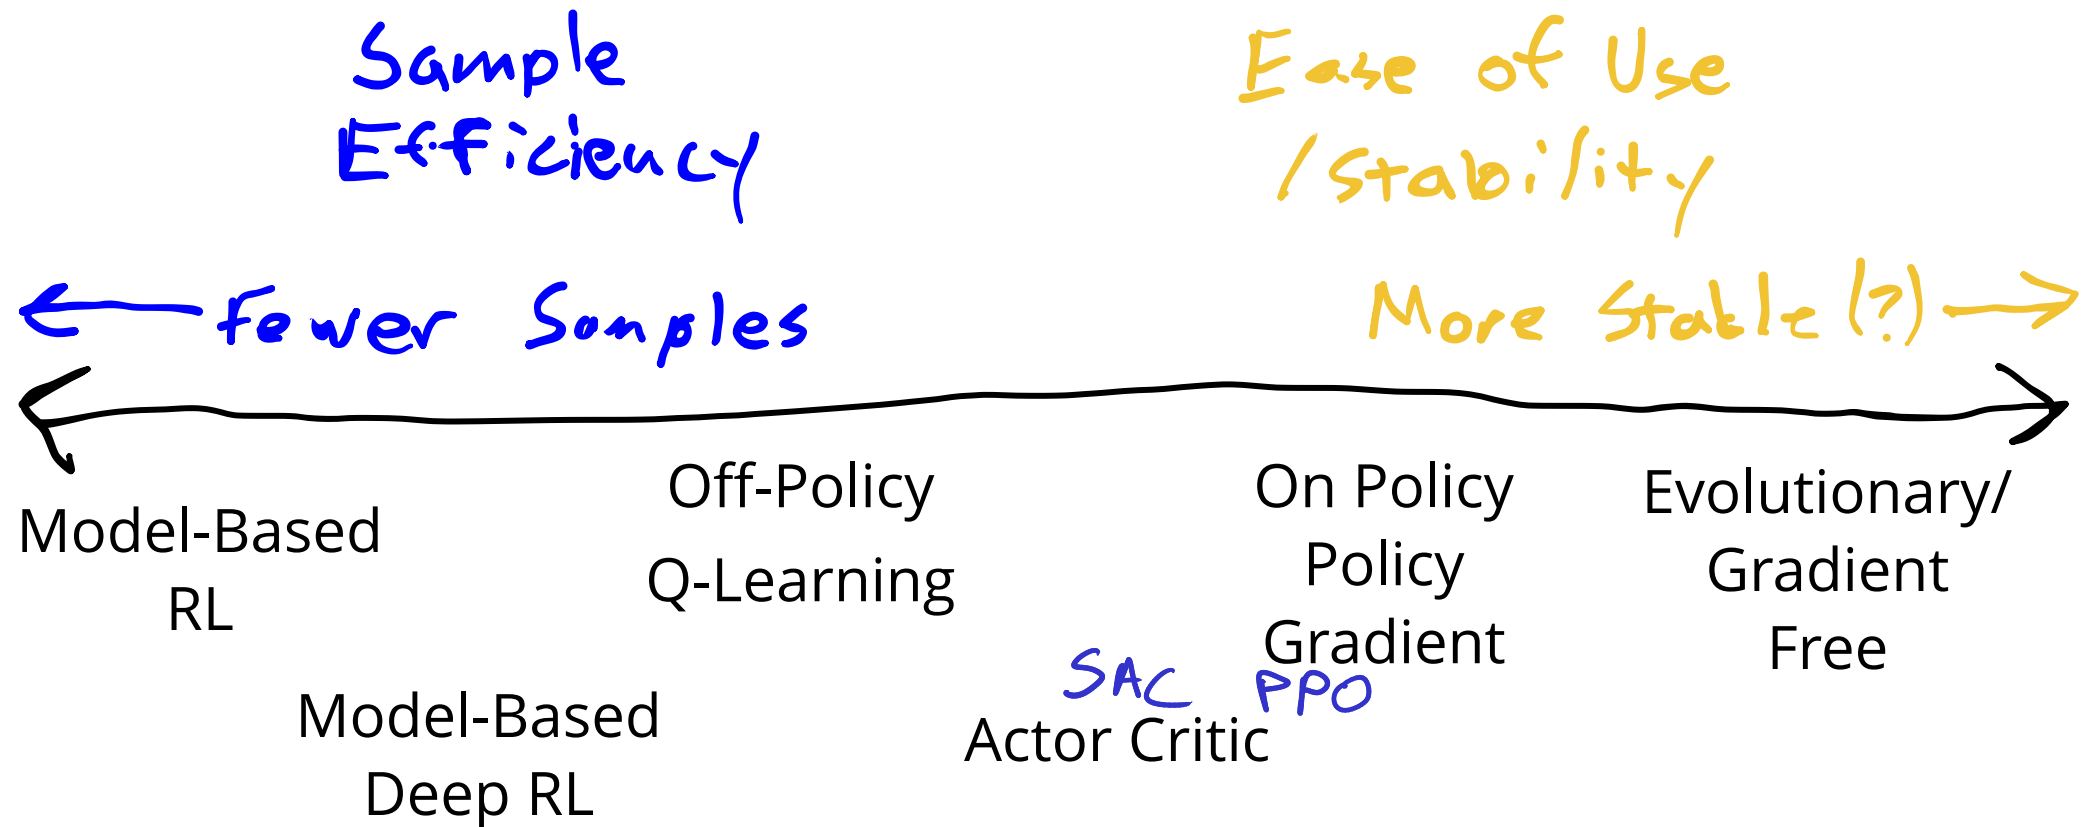 Sample
Efficiency
Ease of Use
/Stability
Fewer Samples
More Stable (?)
Model-Based
RL
Model-Based
Deep RL
Off-Policy
Q-Learning
SAC PPO
Actor Critic
On Policy
Policy
Gradient
Evolutionary/
Gradient
Free